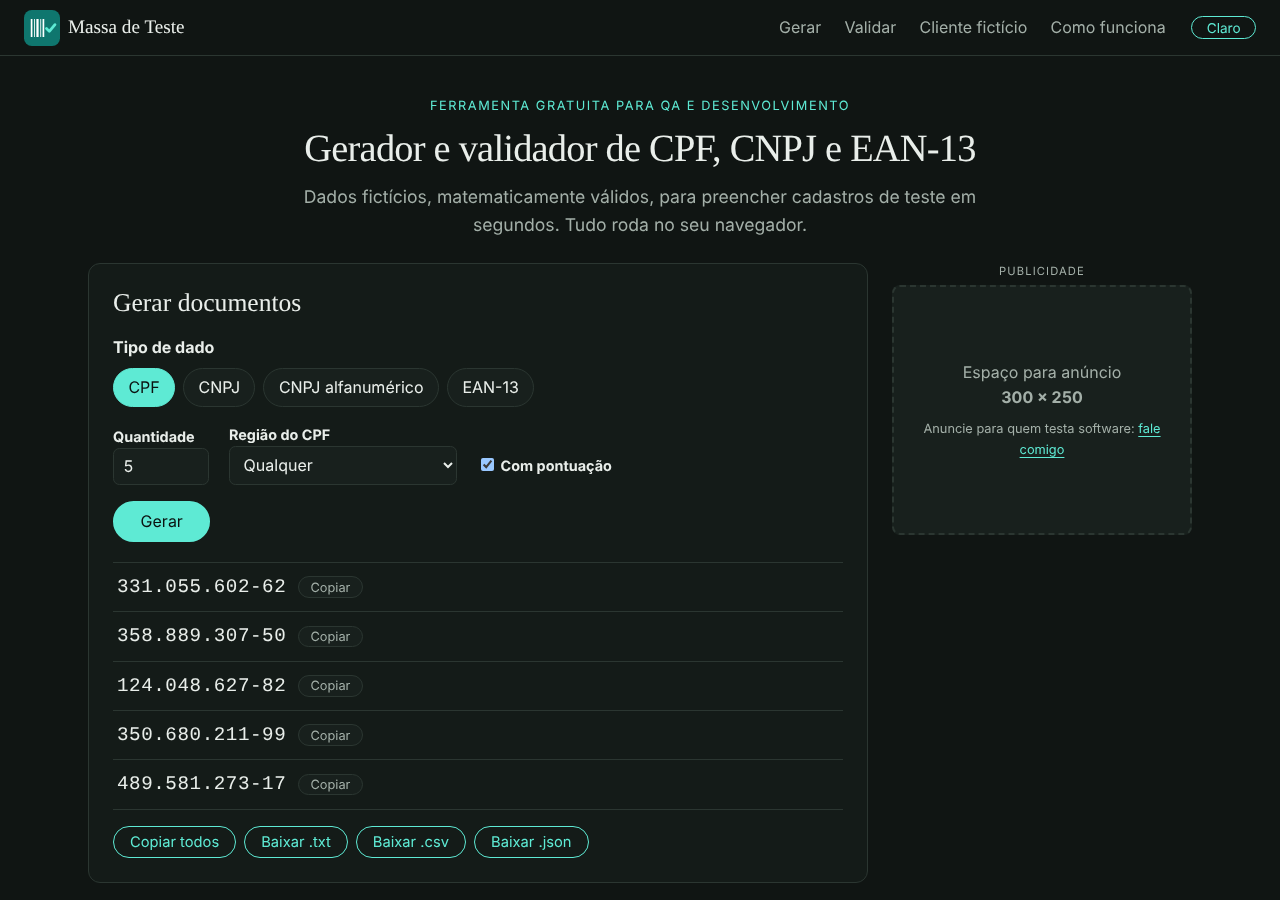 Massa de Teste
Gerar Validar Cliente fictício Como funciona Claro
FERRAMENTA GRATUITA PARA QA E DESENVOLVIMENTO
Gerador e validador de CPF, CNPJ e EAN-13
Dados fictícios, matematicamente válidos, para preencher cadastros de teste em
segundos. Tudo roda no seu navegador.
Gerar documentos
Tipo de dado
CPF CNPJ CNPJ alfanumérico EAN-13
Quantidade Região do CPF
5 Qualquer Com pontuação
Gerar
331.055.602-62 Copiar
358.889.307-50 Copiar
124.048.627-82 Copiar
350.680.211-99 Copiar
489.581.273-17 Copiar
Copiar todos Baixar .txt Baixar .csv Baixar .json
PUBLICIDADE
Espaço para anúncio
300 × 250
Anuncie para quem testa software: fale
comigo